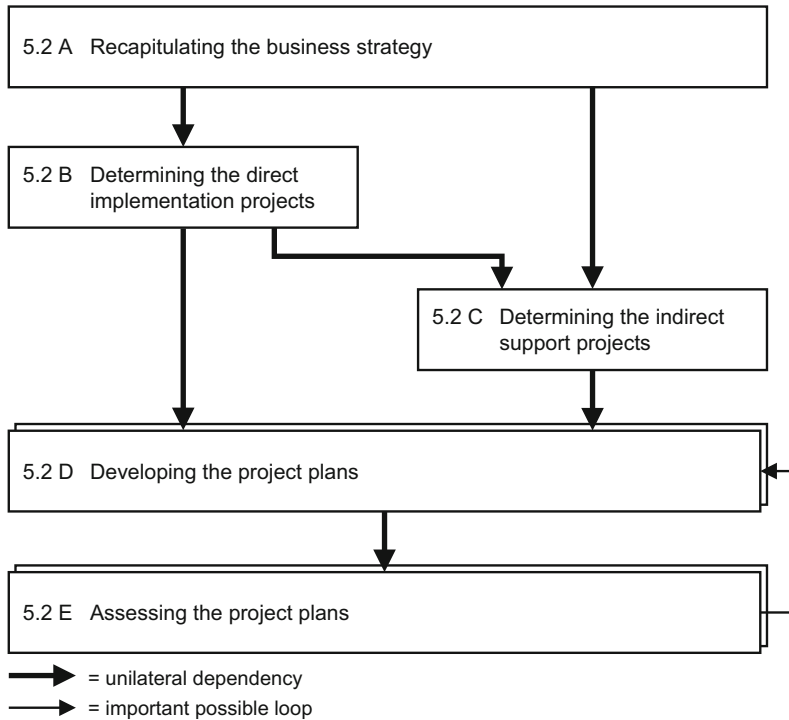 5.2 A Recapitulating the business strategy
5.2 B Determining the direct
implementation projects
5.2 C Determining the indirect
support projects
5.2 D Developing the project plans
5.2 E Assessing the project plans
= unilateral dependency
= important possible loop